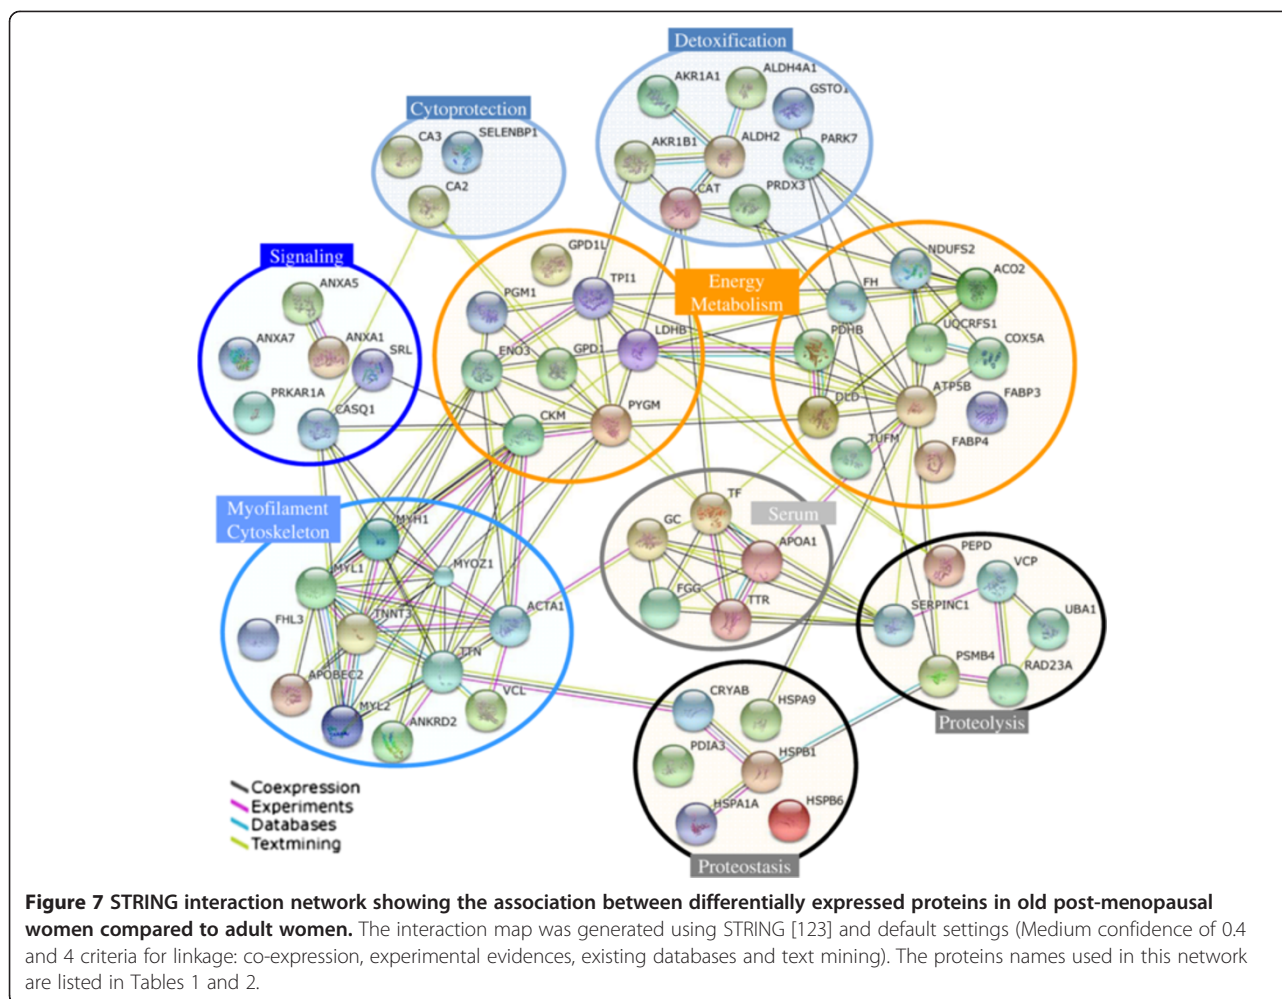 Detoxification
AKR1A1
ALDH4A1
GSTO1
AKR1B1
ALDH2
PARK7
CAT
PRDX3
Cytoprotection
CA3
SELENBP1
CA2
Signaling
ANXA5
ANXA7
ANXA1
SRL
PRKAR1A
CASQ1
Energy
Metabolism
GPD1L
PGM1
TPI1
LDHB
ENO3
GPD1
CKM
PYGM
NDUFS2
FH
ACO2
UQCRFS1
PDHB
COX5A
ATP5B
DLD
FABP3
TUFM
FABP4
Myofilament
Cytoskeleton
MYH1
MYL1
MYOZ1
TNNT3
ACTA1
FHL3
TTN
APOBEC2
MYL2
ANKRD2
VCL
Serum
TF
GC
APOA1
FGG
TTR
PEPD
VCP
SERPINC1
UBA1
PSMB4
RAD23A
Proteolysis
CRYAB
HSPA9
PDIA3
HSPB1
HSPA1A
HSPB6
Proteostasis
Coexpression
Experiments
Databases
Textmining
Figure 7 STRING interaction network showing the association between differentially expressed proteins in old post-menopausal
women compared to adult women. The interaction map was generated using STRING [123] and default settings (Medium confidence of 0.4
and 4 criteria for linkage: co-expression, experimental evidences, existing databases and text mining). The proteins names used in this network
are listed in Tables 1 and 2.